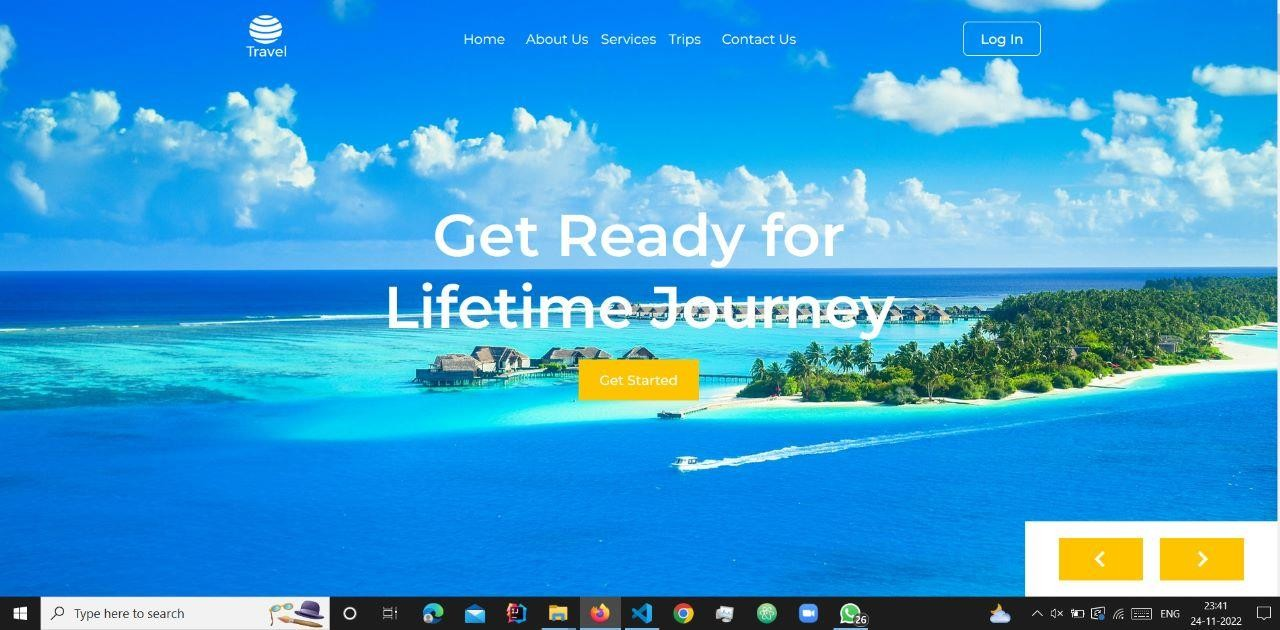 Travel
Home About Us Services Trips Contact Us
Log In
Get Ready for
Lifetime Journey
Get Started
Type here to search
26
ENG
23:41
24-11-2022